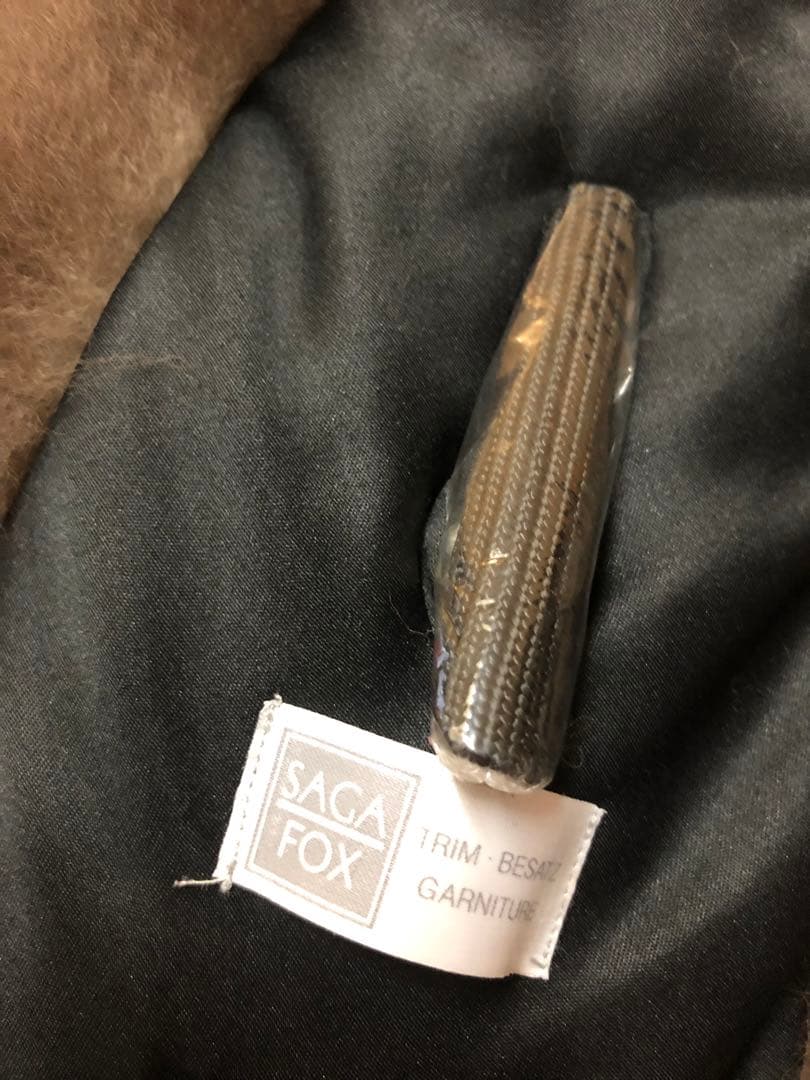 SAGA
FOX
TRIM · BESATZ
GARNITURE